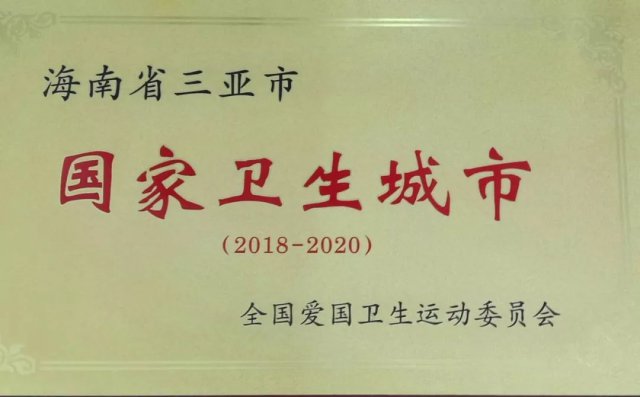 海南省三亚市
国家卫生城市
(2018-2020)
全国爱国卫生运动委员会